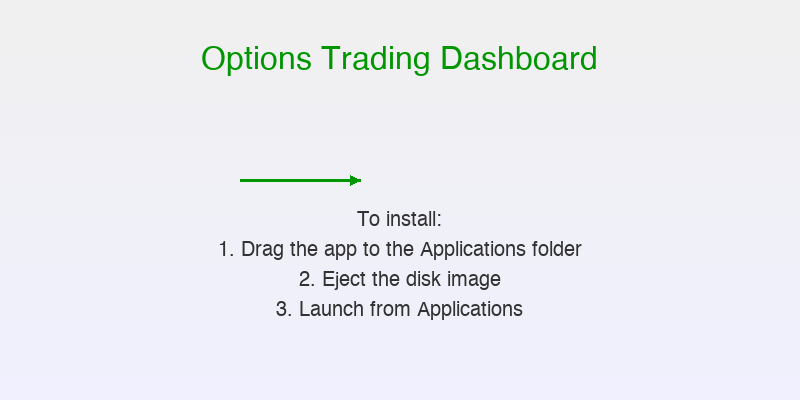 Options Trading Dashboard
To install:
1. Drag the app to the Applications folder
2. Eject the disk image
3. Launch from Applications